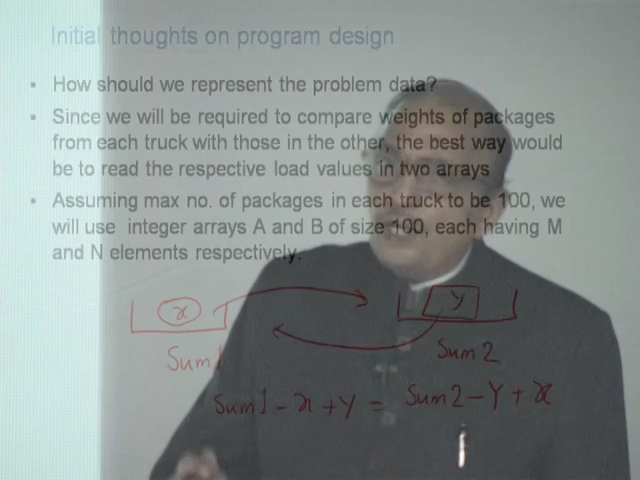 Initial thoughts on program design
▪ How should we represent the problem data?
▪ Since we will be required to compare weights of packages
from each truck with those in the other, the best way would
be to read the respective load values in two arrays
▪ Assuming max no. of packages in each truck to be 100, we
will use integer arrays A and B of size 100, each having M
and N elements respectively.
x y
Sum1 Sum2
Sum1 - x + y = Sum2 - y + x